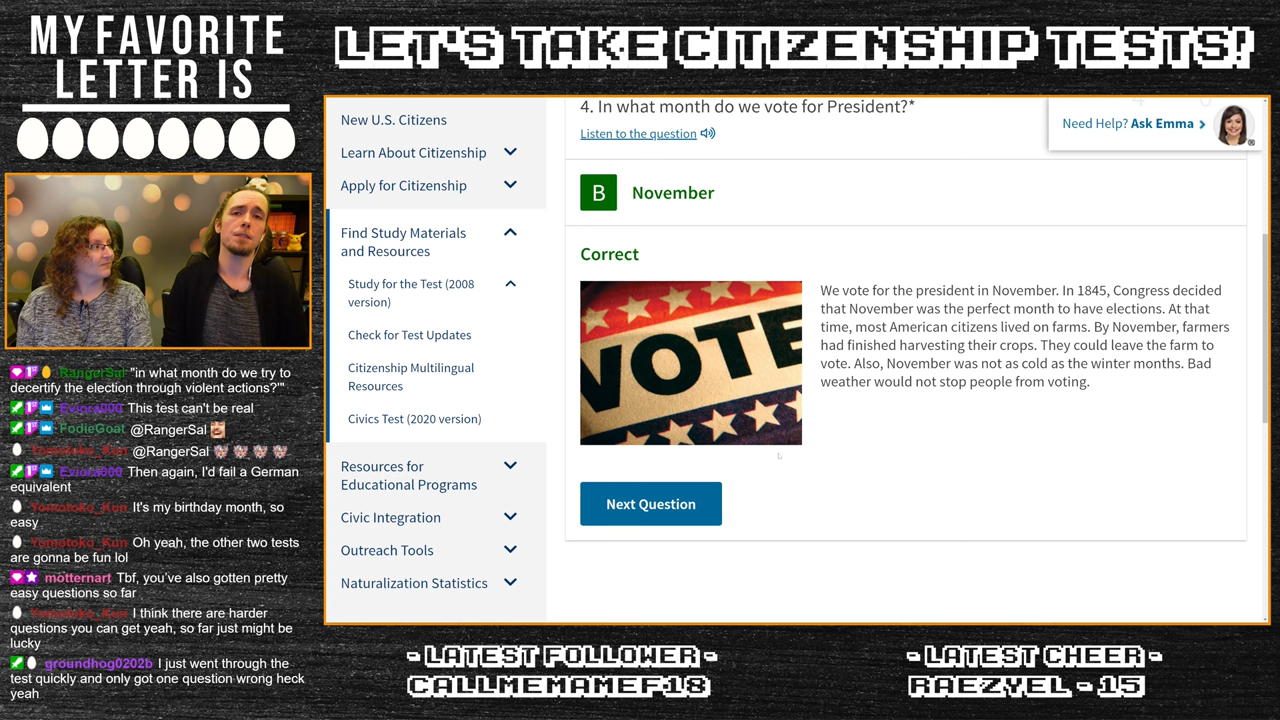 MY FAVORITE
LETTER IS
LET'S TAKE CITIZENSHIP TESTS!
RangerSal "in what month do we try to
decertify the election through violent actions?'"
Eviora000 This test can't be real
FodieGoat @RangerSal
Yomotoko_Kun @RangerSal
Eviora000 Then again, I'd fail a German
equivalent
Yomotoko_Kun It's my birthday month, so
easy
Yomotoko_Kun Oh yeah, the other two tests
are gonna be fun lol
motternart Tbf, you've also gotten pretty
easy questions so far
Yomotoko_Kun I think there are harder
questions you can get yeah, so far just might be
lucky
groundhog0202b I just went through the
test quickly and only got one question wrong heck
yeah
New U.S. Citizens
Learn About Citizenship
Apply for Citizenship
Find Study Materials
and Resources
Study for the Test (2008
version)
Check for Test Updates
Citizenship Multilingual
Resources
Civics Test (2020 version)
Resources for
Educational Programs
Civic Integration
Outreach Tools
Naturalization Statistics
4. In what month do we vote for President?*
Listen to the question
Need Help? Ask Emma
B November
Correct
VOTE
We vote for the president in November. In 1845, Congress decided
that November was the perfect month to have elections. At that
time, most American citizens lived on farms. By November, farmers
had finished harvesting their crops. They could leave the farm to
vote. Also, November was not as cold as the winter months. Bad
weather would not stop people from voting.
Next Question
- LATEST FOLLOWER -
CALLMEMAMEF18
- LATEST CHEER -
RAEZYEL - 15